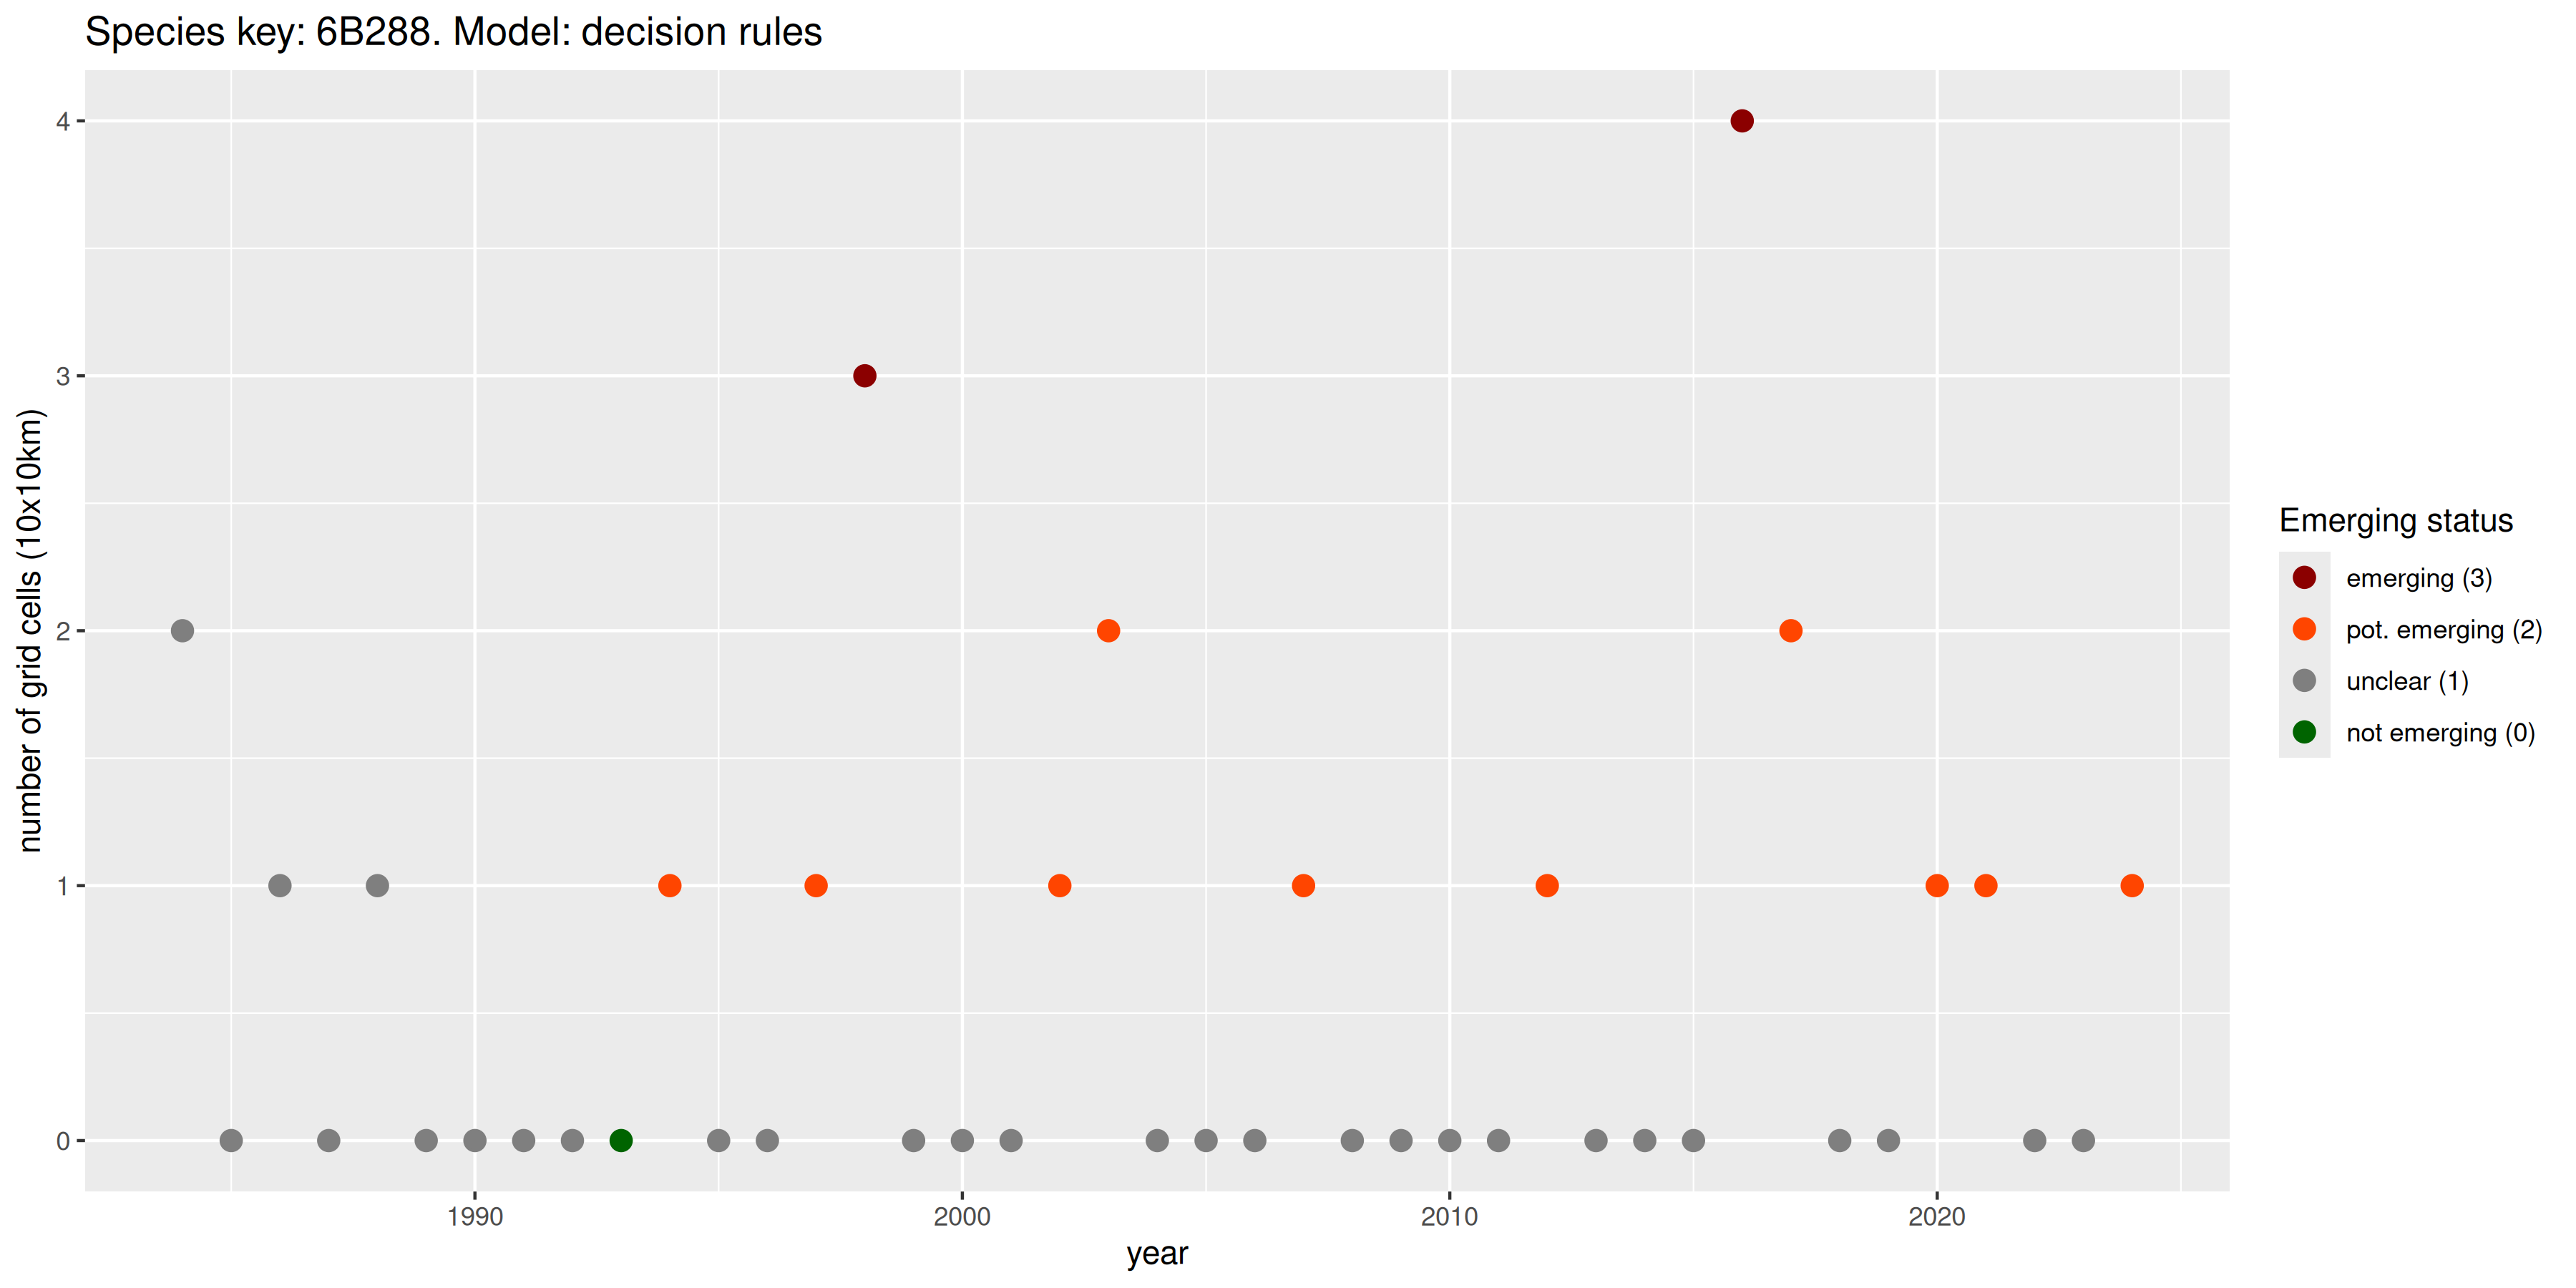 Species key: 6B288. Model: decision rules
number of grid cells (10x10km)
4
3
2
1
0
1990
2000
2010
2020
year
Emerging status
emerging (3)
pot. emerging (2)
unclear (1)
not emerging (0)